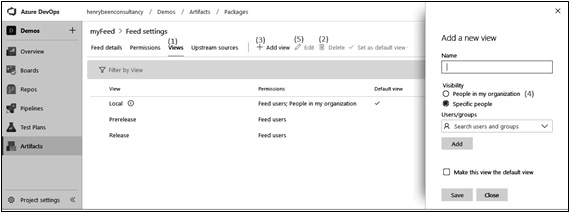 Azure DevOps
henrybeenconsultancy / Demos / Artifacts / Packages
Demos
Overview
Boards
Repos
Pipelines
Test Plans
Artifacts
Project settings
myFeed > Feed settings
(1) (3) (5) (2)
Feed details Permissions Views Upstream sources + Add view Edit Delete Set as default view
Filter by View
View Permissions Default view
Local Feed users; People in my organization
Prerelease Feed users
Release Feed users
Add a new view
Name
Visibility
People in my organization (4)
Specific people
Users/groups
Search users and groups
Add
Make this view the default view
Save Close